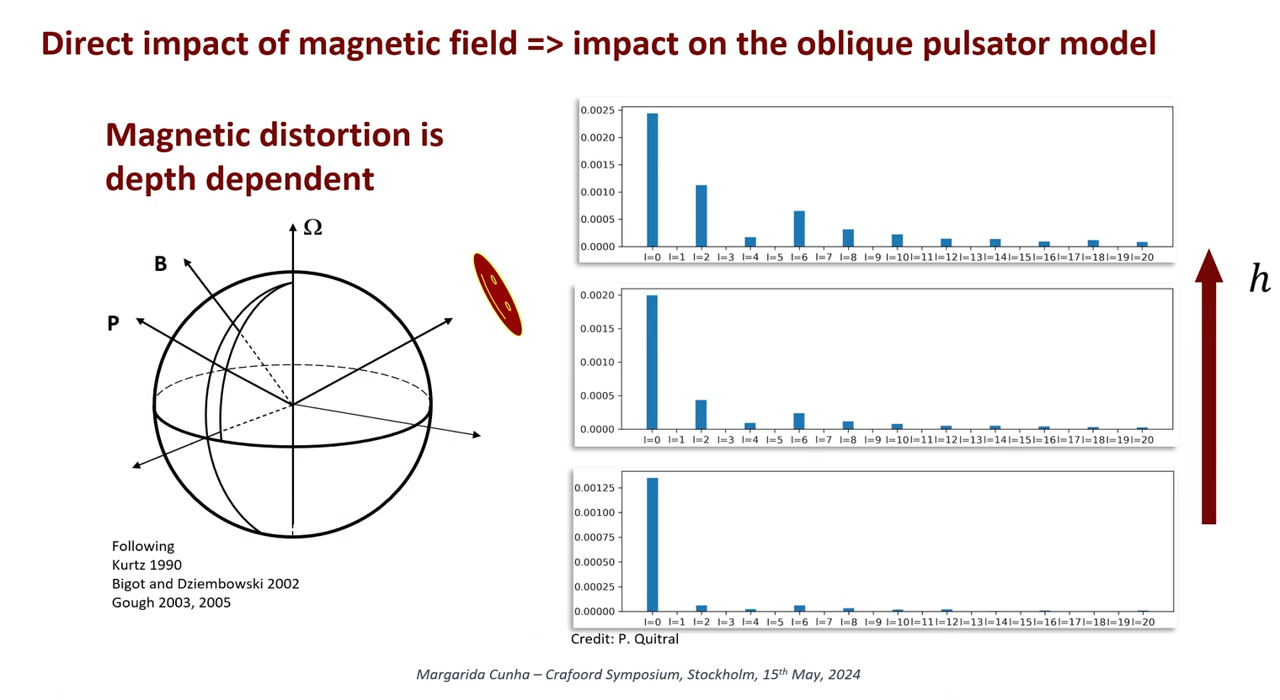 Direct impact of magnetic field => impact on the oblique pulsator model
Magnetic distortion is
depth dependent
Ω
B
P
Following
Kurtz 1990
Bigot and Dziembowski 2002
Gough 2003, 2005
0.0025
0.0020
0.0015
0.0010
0.0005
0.0000
l=0 l=1 l=2 l=3 l=4 l=5 l=6 l=7 l=8 l=9 l=10 l=11 l=12 l=13 l=14 l=15 l=16 l=17 l=18 l=19 l=20
0.0020
0.0015
0.0010
0.0005
0.0000
l=0 l=1 l=2 l=3 l=4 l=5 l=6 l=7 l=8 l=9 l=10 l=11 l=12 l=13 l=14 l=15 l=16 l=17 l=18 l=19 l=20
0.00125
0.00100
0.00075
0.00050
0.00025
0.00000
l=0 l=1 l=2 l=3 l=4 l=5 l=6 l=7 l=8 l=9 l=10 l=11 l=12 l=13 l=14 l=15 l=16 l=17 l=18 l=19 l=20
h
Credit: P. Quitral
Margarida Cunha – Crafoord Symposium, Stockholm, 15th May, 2024